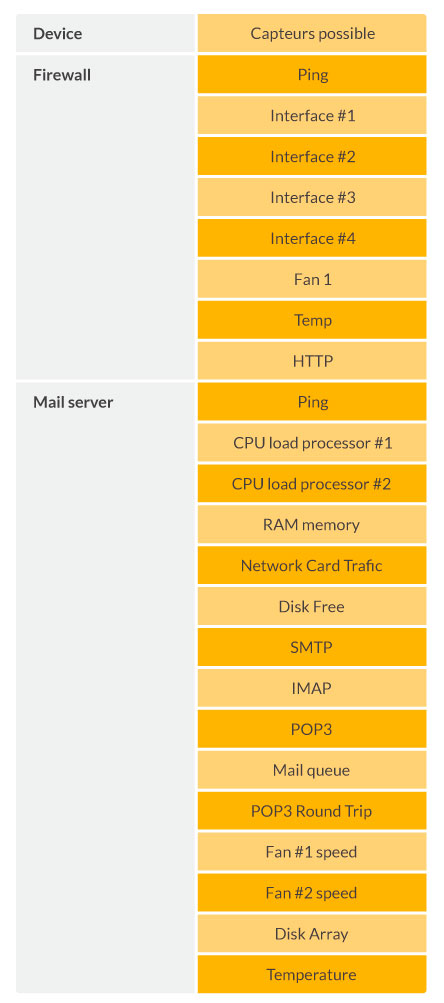 Device
Capteurs possible
Firewall
Ping
Interface #1
Interface #2
Interface #3
Interface #4
Fan 1
Temp
HTTP
Mail server
Ping
CPU load processor #1
CPU load processor #2
RAM memory
Network Card Trafic
Disk Free
SMTP
IMAP
POP3
Mail queue
POP3 Round Trip
Fan #1 speed
Fan #2 speed
Disk Array
Temperature